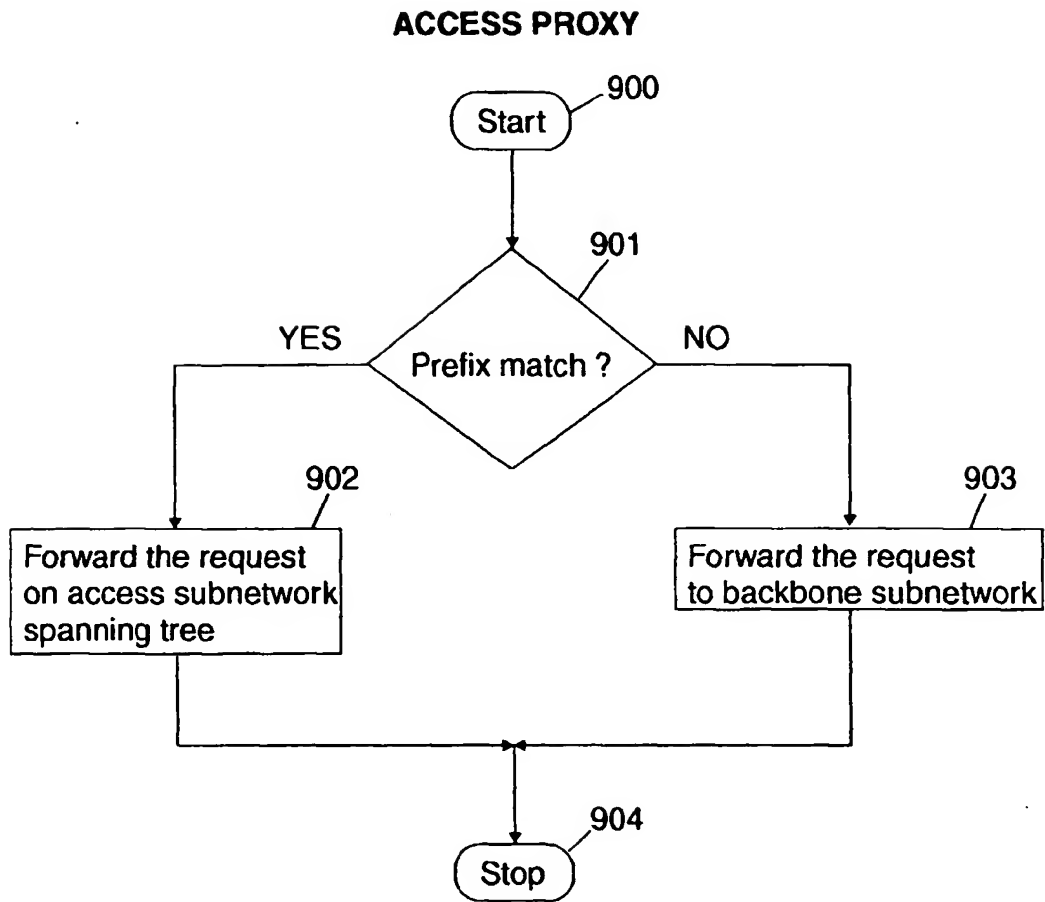 ACCESS PROXY
900
Start
901
YES
NO
Prefix match ?
902
903
Forward the request
on access subnetwork
spanning tree
Forward the request
to backbone subnetwork
904
Stop